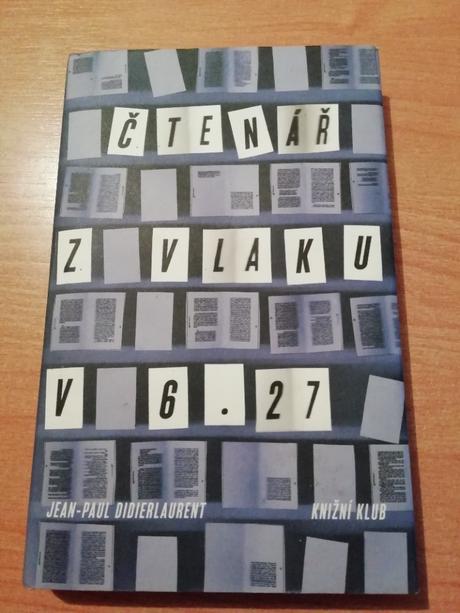 ČTENÁŘ
Z VLAKU
V 6.27
JEAN-PAUL DIDIERLAURENT KNIŽNÍ KLUB